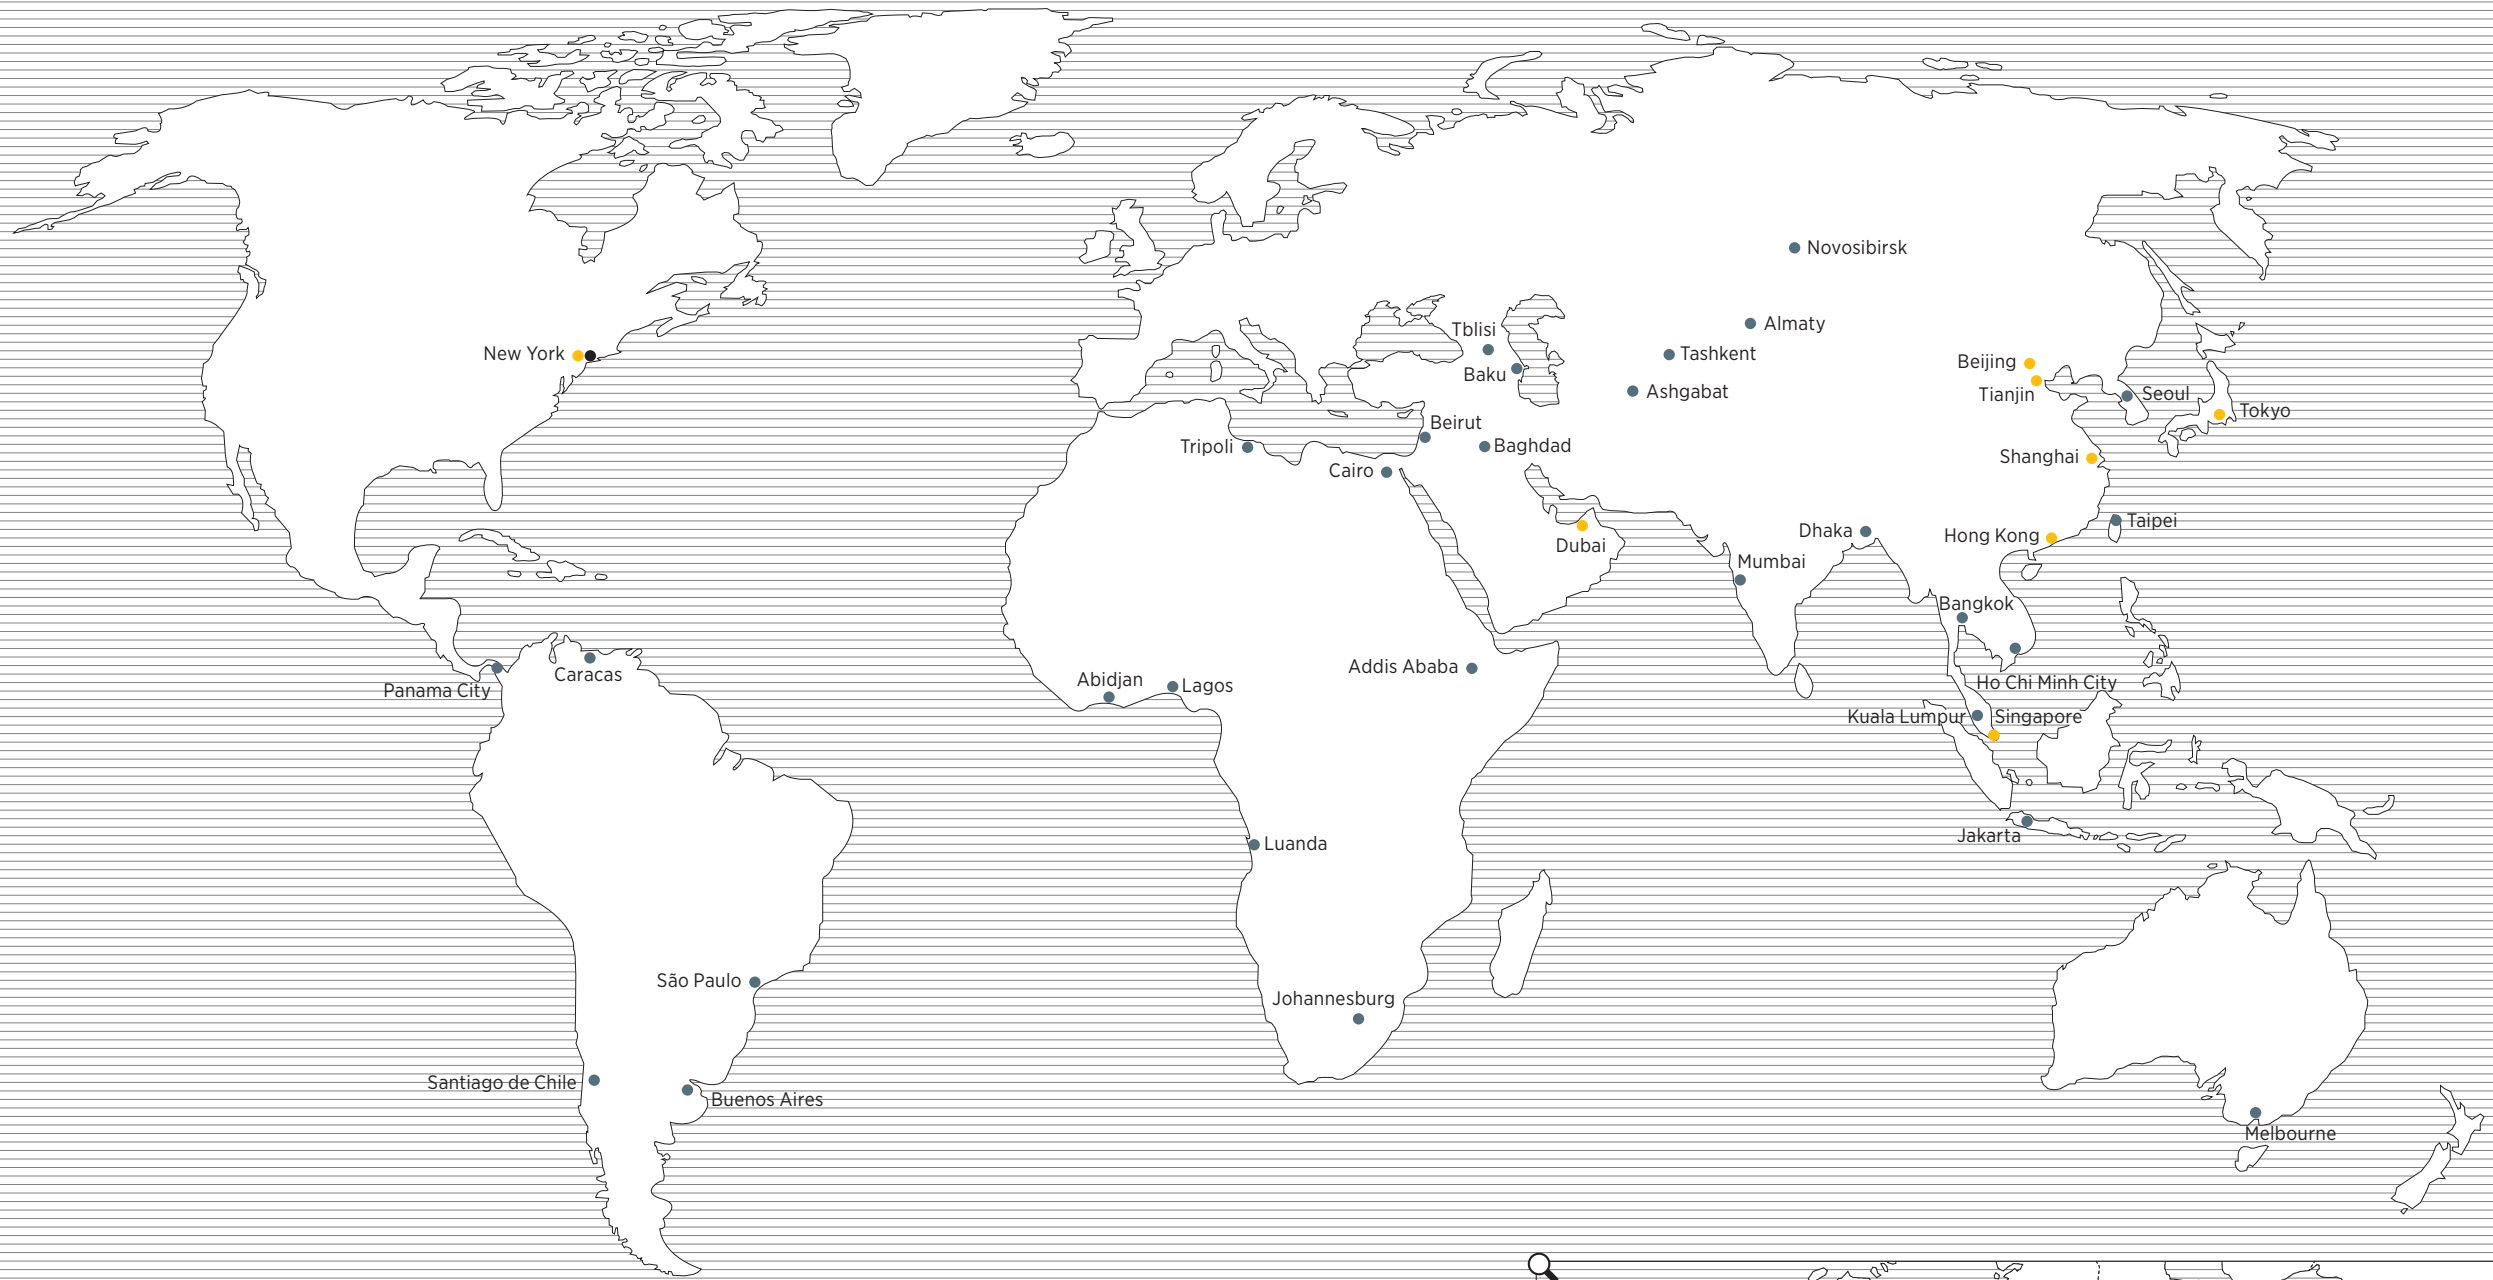 Novosibirsk
Almaty
Tblisi
New York
Tashkent
Beijing
Baku
Ashgabat
Tianjin
Seoul
Tokyo
Beirut
Tripoli
Baghdad
Shanghai
Cairo
Taipei
Dhaka
Hong Kong
Dubai
Mumbai
Bangkok
Addis Ababa
Caracas
Abidjan
Lagos
Ho Chi Minh City
Panama City
Kuala Lumpur
Singapore
Jakarta
Luanda
São Paulo
Johannesburg
Santiago de Chile
Buenos Aires
Melbourne